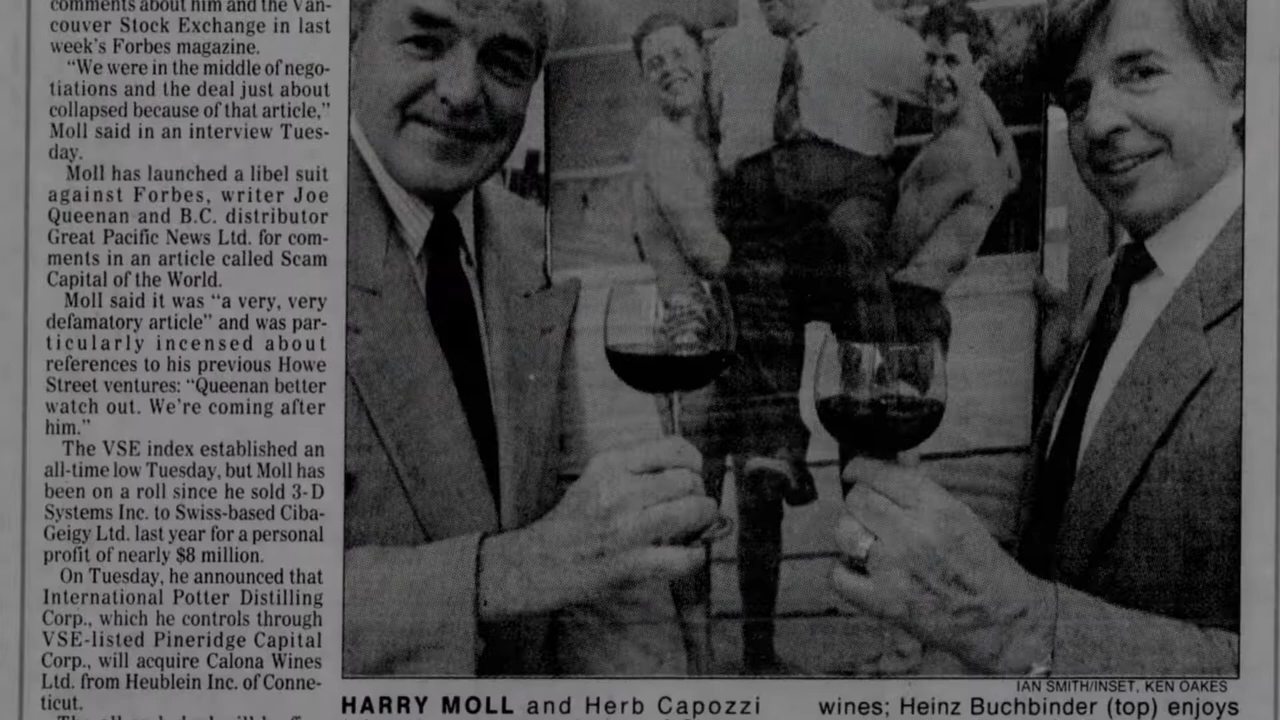 comments about him and the Van-
couver Stock Exchange in last
week's Forbes magazine.
"We were in the middle of nego-
tiations and the deal just about
collapsed because of that article,"
Moll said in an interview Tues-
day.
Moll has launched a libel suit
against Forbes, writer Joe
Queenan and B.C. distributor
Great Pacific News Ltd. for com-
ments in an article called Scam
Capital of the World.
Moll said it was "a very, very
defamatory article" and was par-
ticularly incensed about
references to his previous Howe
Street ventures: "Queenan better
watch out. We're coming after
him."
The VSE index established an
all-time low Tuesday, but Moll has
been on a roll since he sold 3-D
Systems Inc. to Swiss-based Ciba-
Geigy Ltd. last year for a personal
profit of nearly $8 million.
On Tuesday, he announced that
International Potter Distilling
Corp., which he controls through
VSE-listed Pineridge Capital
Corp., will acquire Calona Wines
Ltd. from Heublein Inc. of Conne-
ticut.
IAN SMITH/INSET, KEN OAKES
HARRY MOLL and Herb Capozzi
wines; Heinz Buchbinder (top) enjoys